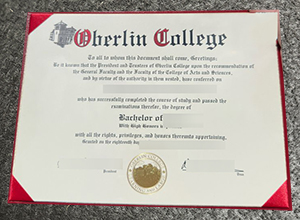 Oberlin College
To all to whom this document shall come, Greetings:
Be it known that the President and Trustees of Oberlin College upon the recommendation of
the General Faculty and the Faculty of the College of Arts and Sciences,
and by virtue of the authority in them vested, have conferred on
who has successfully completed the course of study and passed the
examinations therefor, the degree of
Bachelor of
With High Honors
with all the rights, privileges, and honors thereunto appertaining.
Granted on the eighteenth day
President